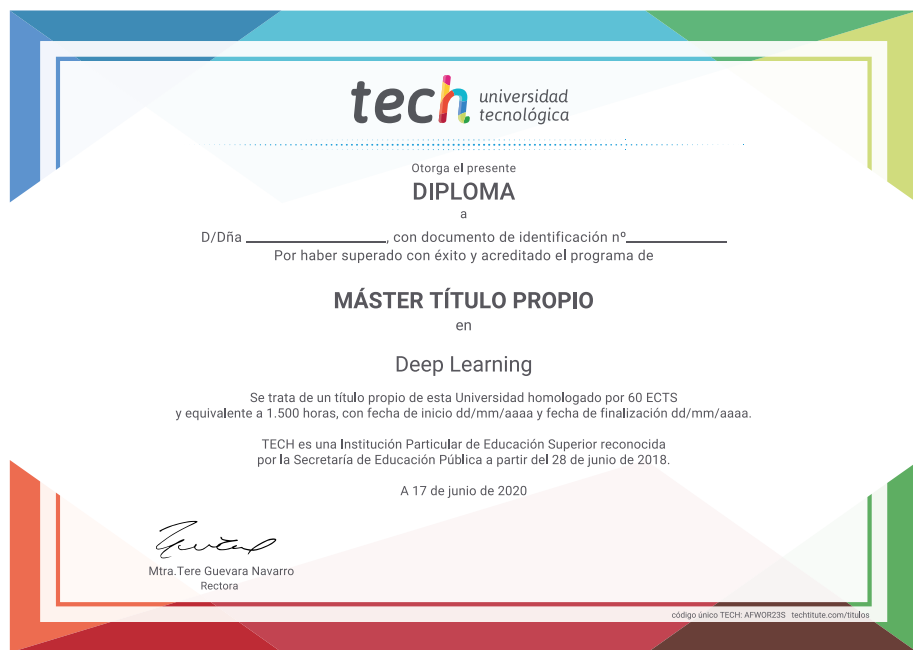 tech universidad
tecnológica
Otorga el presente
DIPLOMA
a
D/Dña ________________, con documento de identificación nº____________
Por haber superado con éxito y acreditado el programa de
MÁSTER TÍTULO PROPIO
en
Deep Learning
Se trata de un título propio de esta Universidad homologado por 60 ECTS
y equivalente a 1.500 horas, con fecha de inicio dd/mm/aaaa y fecha de finalización dd/mm/aaaa.
TECH es una Institución Particular de Educación Superior reconocida
por la Secretaría de Educación Pública a partir del 28 de junio de 2018.
A 17 de junio de 2020
Mtra.Tere Guevara Navarro
Rectora
código único TECH: AFWOR23S techtitute.com/titulos